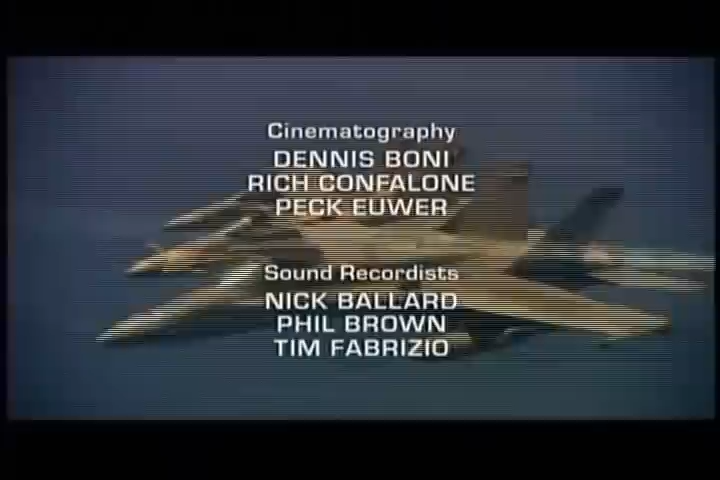 Cinematography
DENNIS BONI
RICH CONFALONE
PECK EUWER
Sound Recordists
NICK BALLARD
PHIL BROWN
TIM FABRIZIO